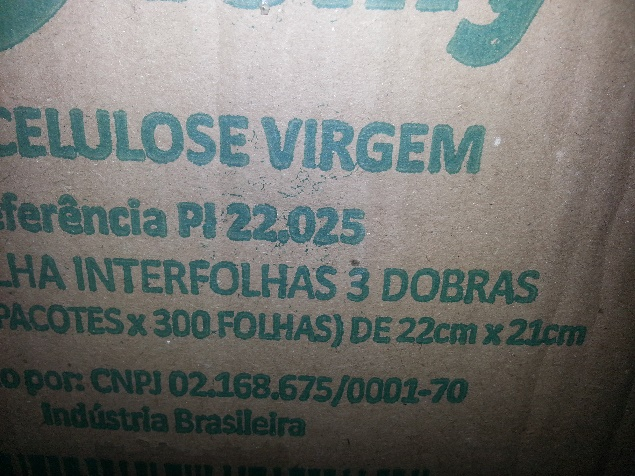 CELULOSE VIRGEM
eferência PI 22.025
LHA INTERFOLHAS 3 DOBRAS
PACOTES x 300 FOLHAS) DE 22cm x 21cm
o por: CNPJ 02.168.675/0001-70
Indústria Brasileira